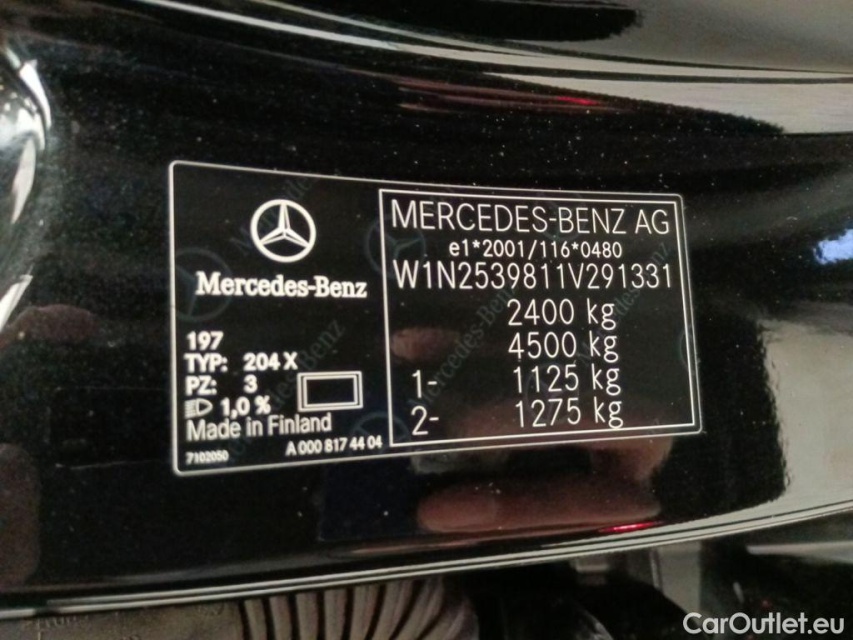 Mercedes-Benz
197
TYP: 204 X
PZ: 3
1,0 %
Made in Finland
7102050
A 000 817 44 04
MERCEDES-BENZ AG
e1*2001/116*0480
W1N2539811V291331
2400 kg
4500 kg
1- 1125 kg
2- 1275 kg
CarOutlet.eu